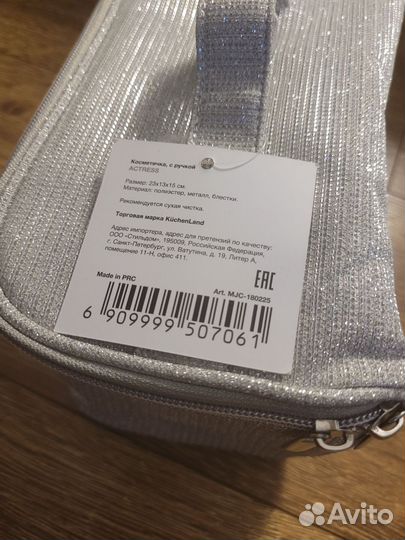 Косметичка, с ручкой
ACTRESS
Размер: 23х13х15 см.
Материал: полиэстер, металл, блестки.
Рекомендуется сухая чистка.
Торговая марка KüchenLand
Адрес импортера, адрес для претензий по качеству:
ООО «Стильдом», 195009, Российская Федерация,
г. Санкт-Петербург, ул. Ватутина, д. 19, Литер А,
помещение 11-Н, офис 411.
EAC
Made in PRC
Art. MJC-180225
6 909999 507061
Avito